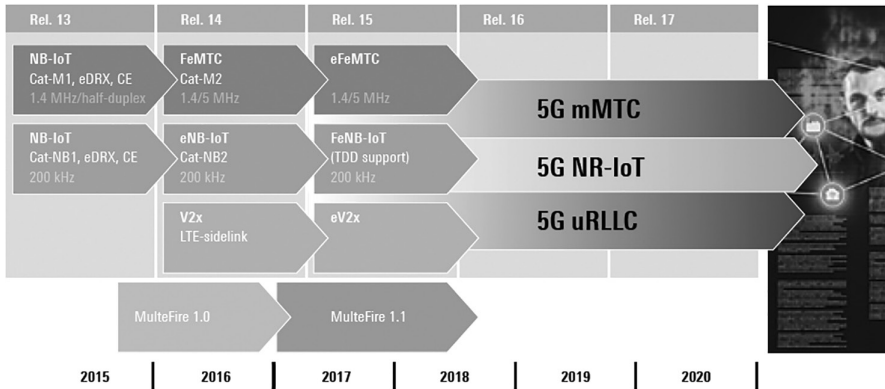 Rel. 13
Rel. 14
Rel. 15
Rel. 16
Rel. 17
NB-IoT
Cat-M1, eDRX, CE
1.4 MHz/half-duplex
FeMTC
Cat-M2
1.4/5 MHz
eFeMTC
1.4/5 MHz
5G mMTC
NB-IoT
Cat-NB1, eDRX, CE
200 kHz
eNB-IoT
Cat-NB2
200 kHz
FeNB-IoT
(TDD support)
200 kHz
5G NR-IoT
V2x
LTE-sidelink
eV2x
5G uRLLC
MulteFire 1.0
MulteFire 1.1
2015
2016
2017
2018
2019
2020